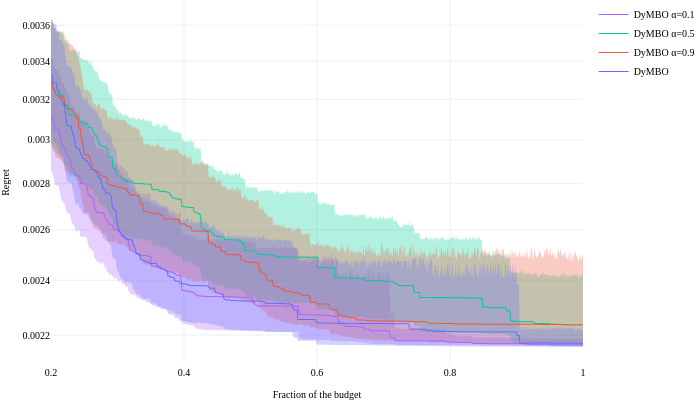 0.0036
0.0034
0.0032
0.003
0.0028
0.0026
0.0024
0.0022
Regret
0.2 0.4 0.6 0.8 1
Fraction of the budget
DyMBO α=0.1
DyMBO α=0.5
DyMBO α=0.9
DyMBO